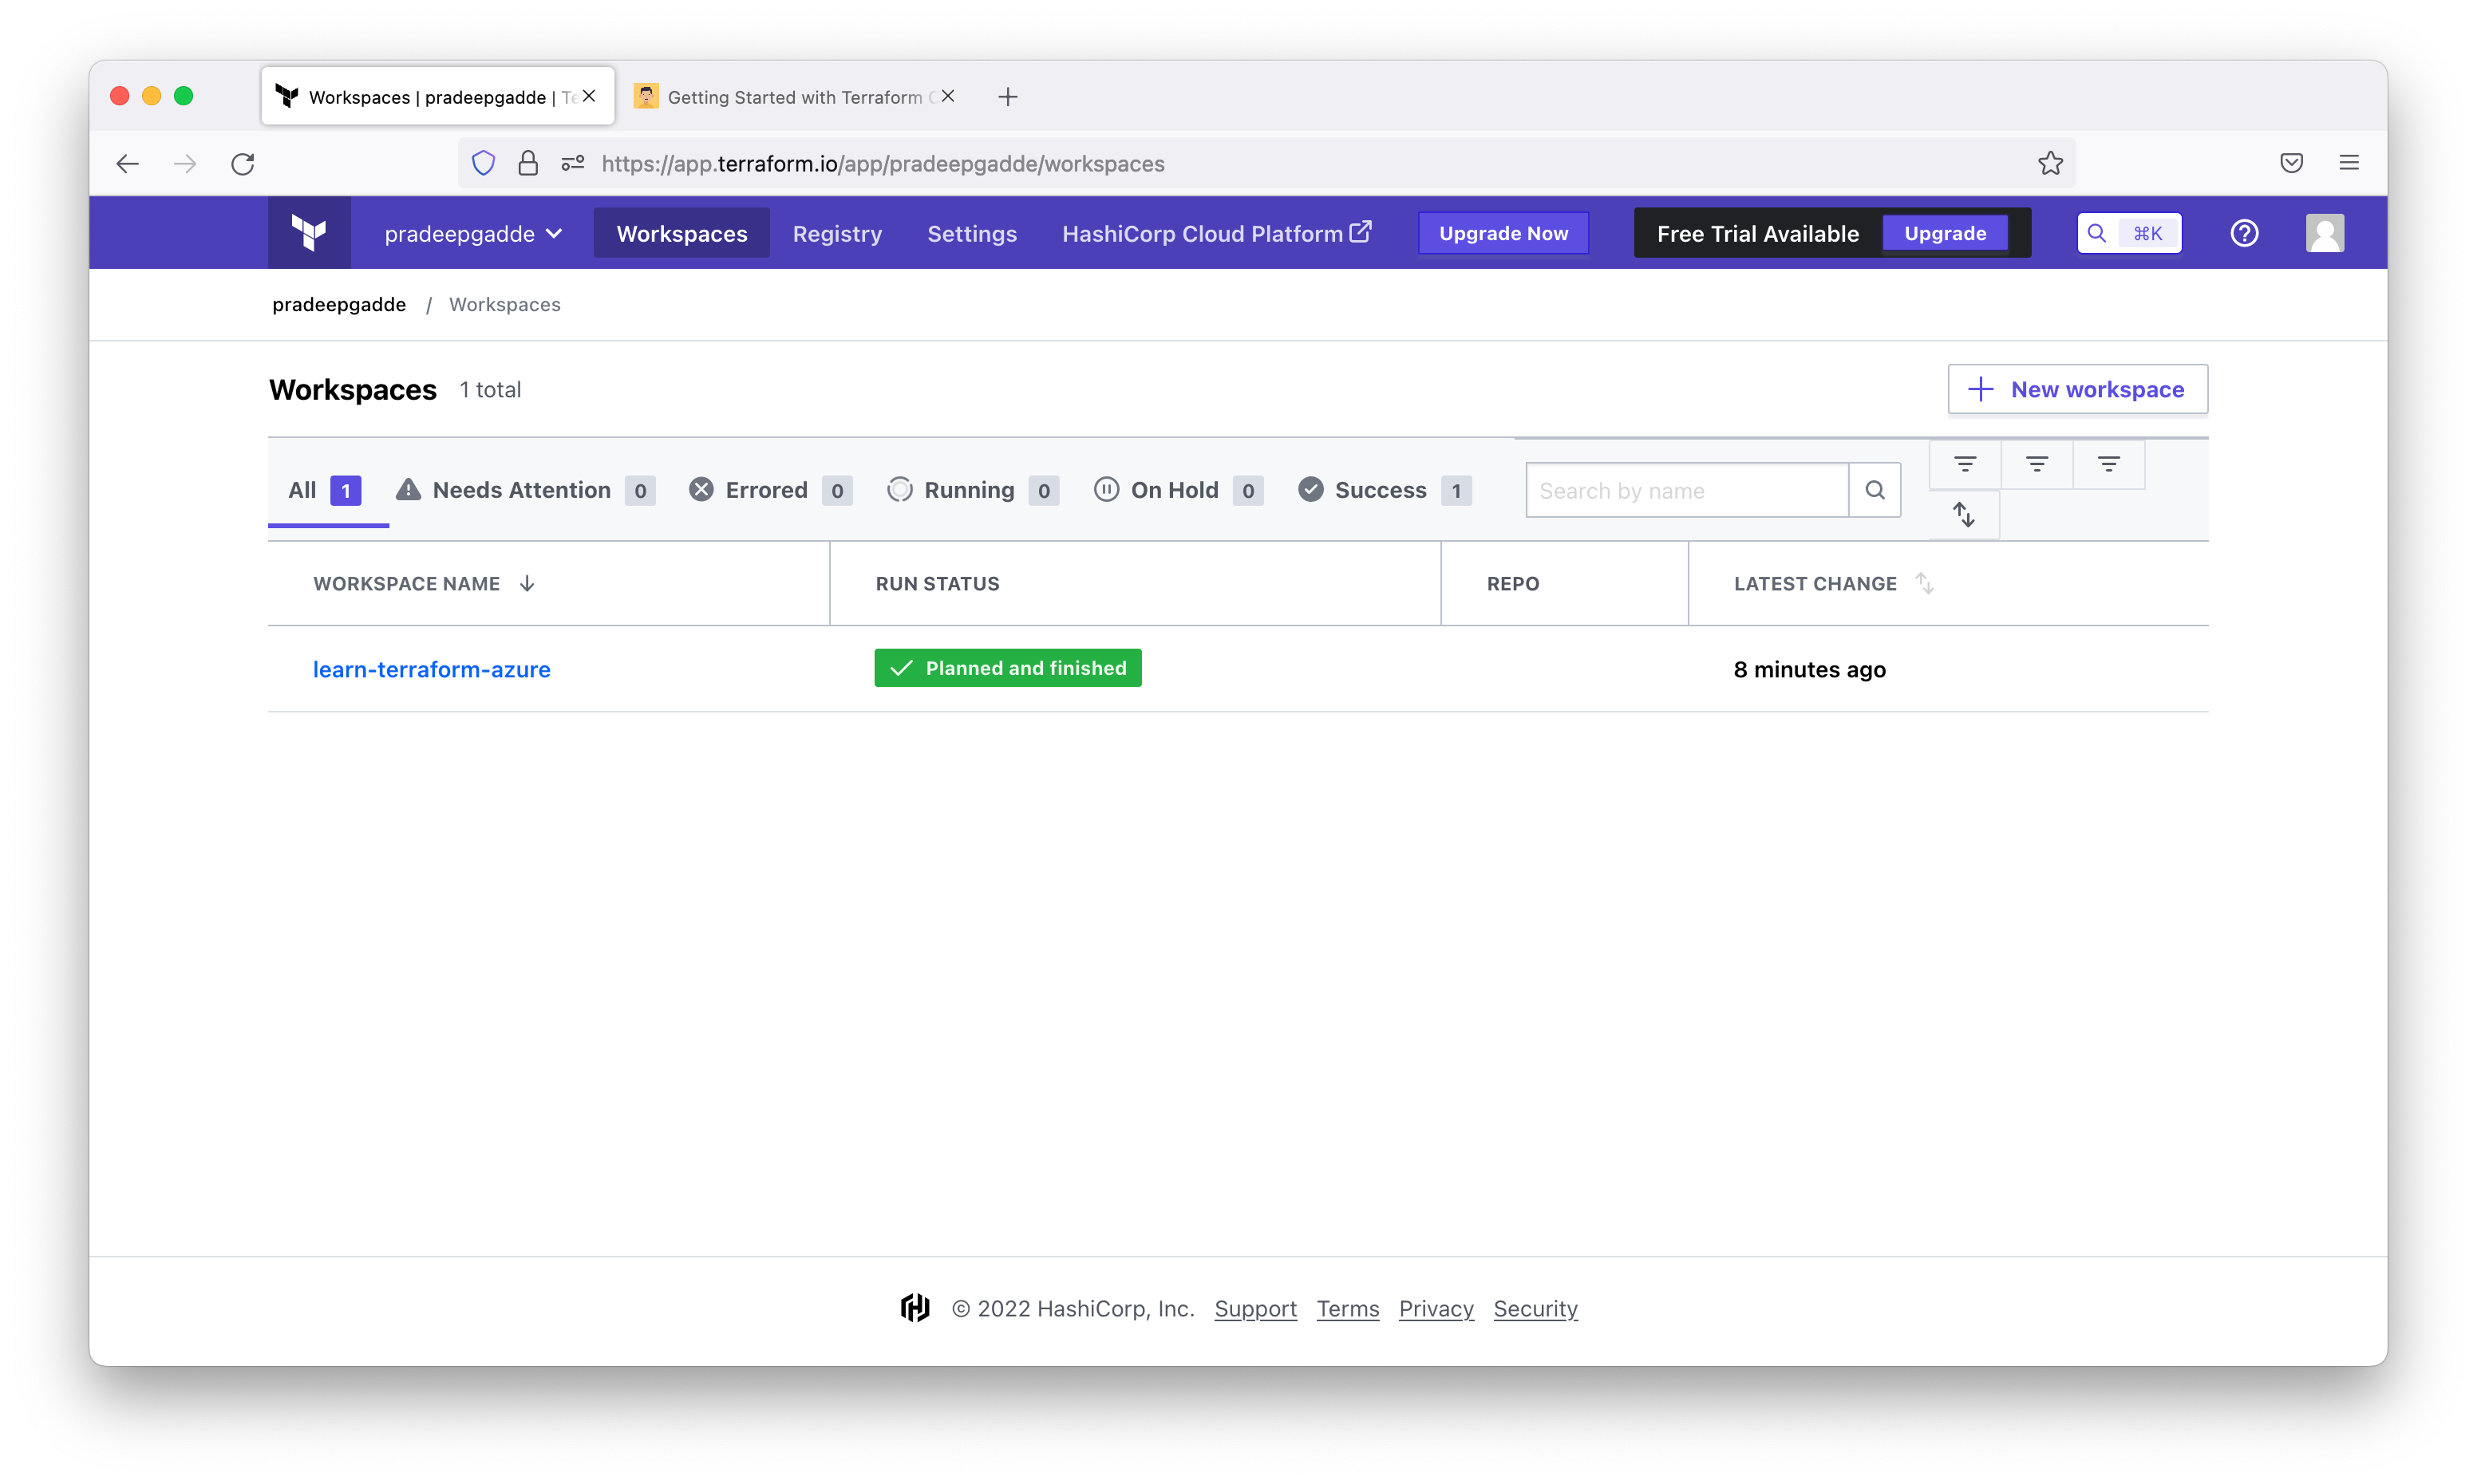 Workspaces | pradeepgadde | Te
Getting Started with Terraform C
https://app.terraform.io/app/pradeepgadde/workspaces
pradeepgadde Workspaces Registry Settings HashiCorp Cloud Platform Upgrade Now Free Trial Available Upgrade ⌘K
pradeepgadde / Workspaces
Workspaces 1 total
New workspace
All 1 Needs Attention 0 Errored 0 Running 0 On Hold 0 Success 1 Search by name
WORKSPACE NAME RUN STATUS REPO LATEST CHANGE
learn-terraform-azure Planned and finished 8 minutes ago
© 2022 HashiCorp, Inc. Support Terms Privacy Security